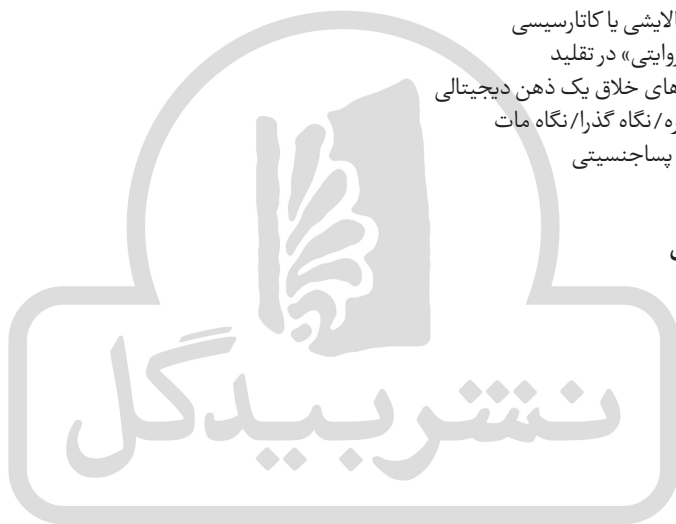 الایشی یا کاتارسیسی
روایتی» در تقلید
های خلاق یک ذهن دیجیتالی
ره/نگاه گذرا/نگاه مات
پساجنسیتی
نشر بیدگل